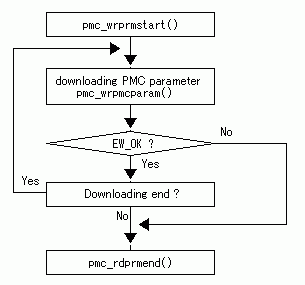 pmc_wrprmstart()
downloading PMC parameter
pmc_wrpmcparam()
EW_OK ?
No
Yes
Yes
Downloading end ?
No
pmc_rdprmend()